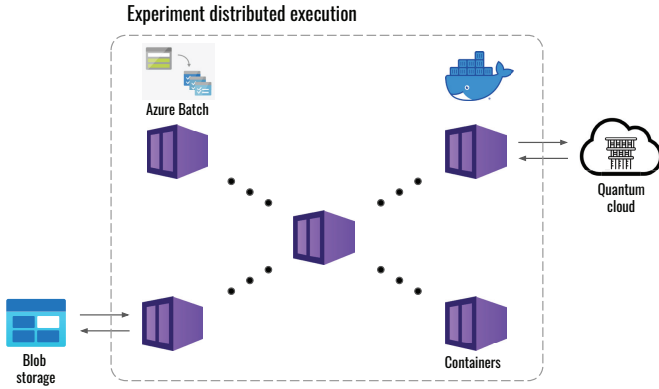 Experiment distributed execution
Azure Batch
Quantum
cloud
Blob
storage
Containers